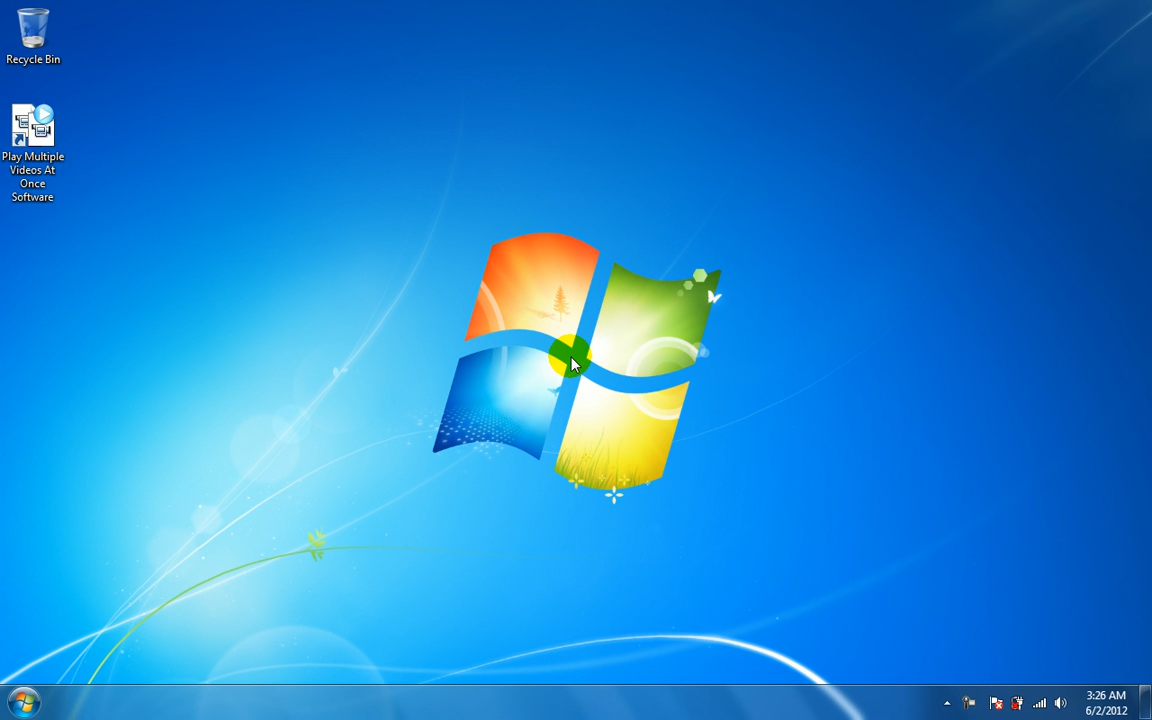 Recycle Bin
Play Multiple
Videos At
Once
Software
3:26 AM
6/2/2012